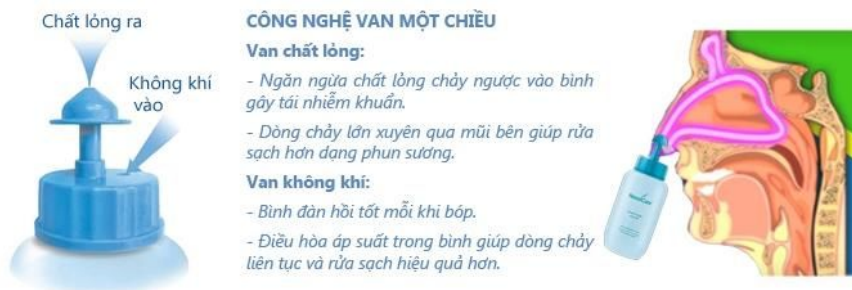 Chất lỏng ra
Không khí
vào
CÔNG NGHỆ VAN MỘT CHIỀU
Van chất lỏng:
- Ngăn ngừa chất lỏng chảy ngược vào bình
gây tái nhiễm khuẩn.
- Dòng chảy lớn xuyên qua mũi bên giúp rửa
sạch hơn dạng phun sương.
Van không khí:
- Bình đàn hồi tốt mỗi khi bóp.
- Điều hòa áp suất trong bình giúp dòng chảy
liên tục và rửa sạch hiệu quả hơn.